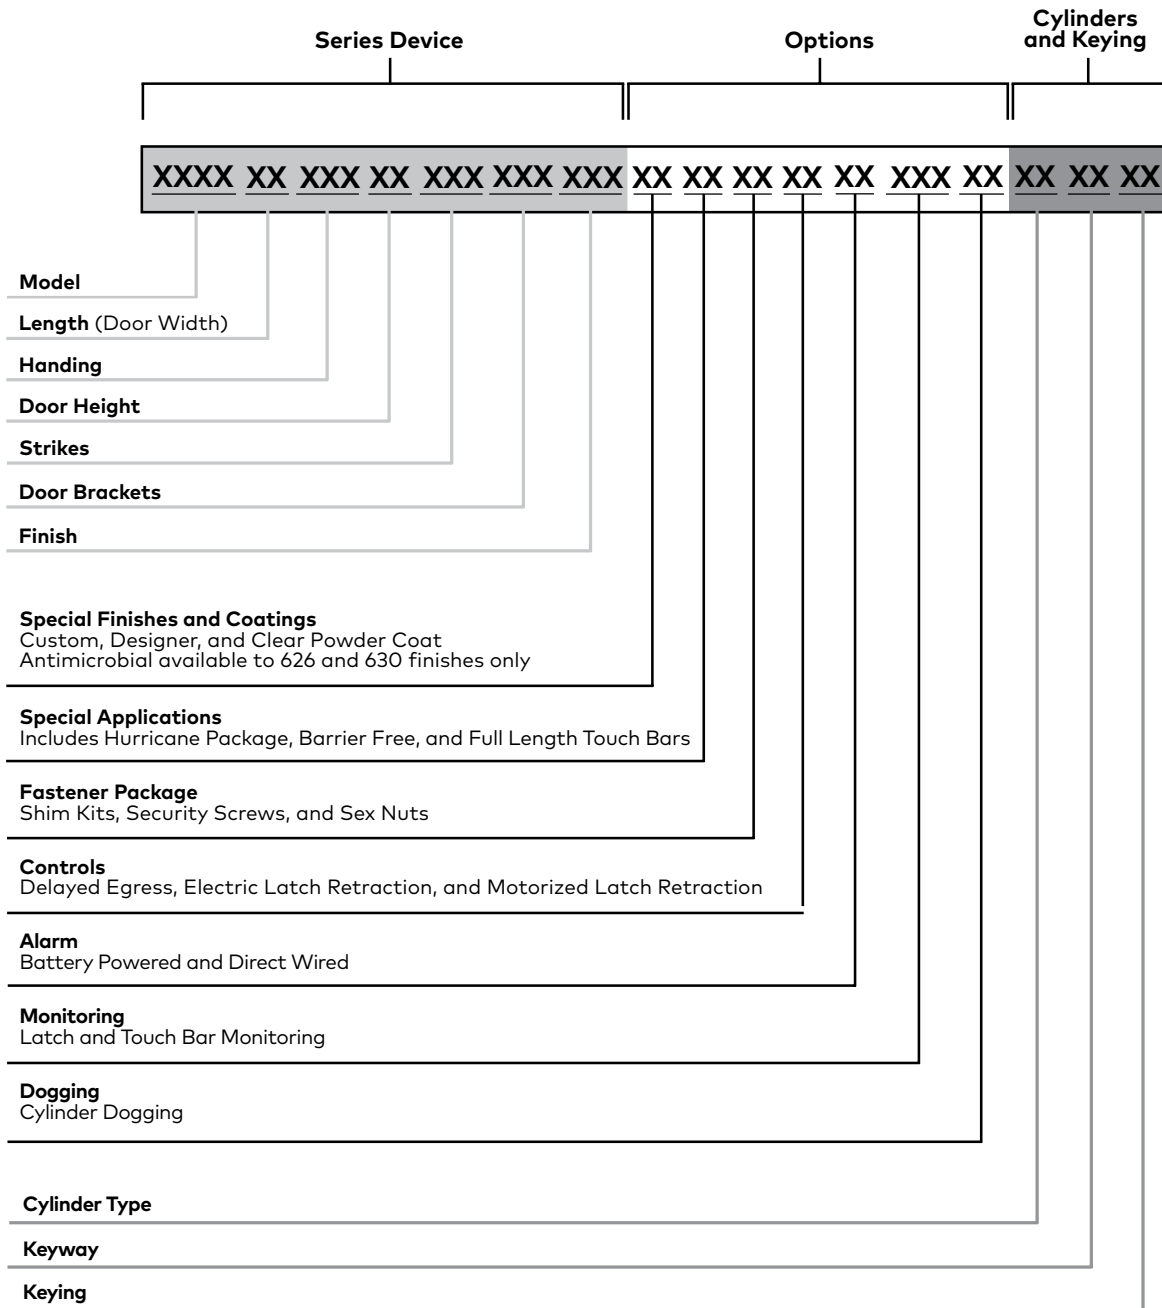 Series Device
Options
Cylinders
and Keying
XXXX XX XXX XX XXX XXX XXX XX XX XX XX XX XXX XX XX XX XX
Model
Length (Door Width)
Handing
Door Height
Strikes
Door Brackets
Finish
Special Finishes and Coatings
Custom, Designer, and Clear Powder Coat
Antimicrobial available to 626 and 630 finishes only
Special Applications
Includes Hurricane Package, Barrier Free, and Full Length Touch Bars
Fastener Package
Shim Kits, Security Screws, and Sex Nuts
Controls
Delayed Egress, Electric Latch Retraction, and Motorized Latch Retraction
Alarm
Battery Powered and Direct Wired
Monitoring
Latch and Touch Bar Monitoring
Dogging
Cylinder Dogging
Cylinder Type
Keyway
Keying